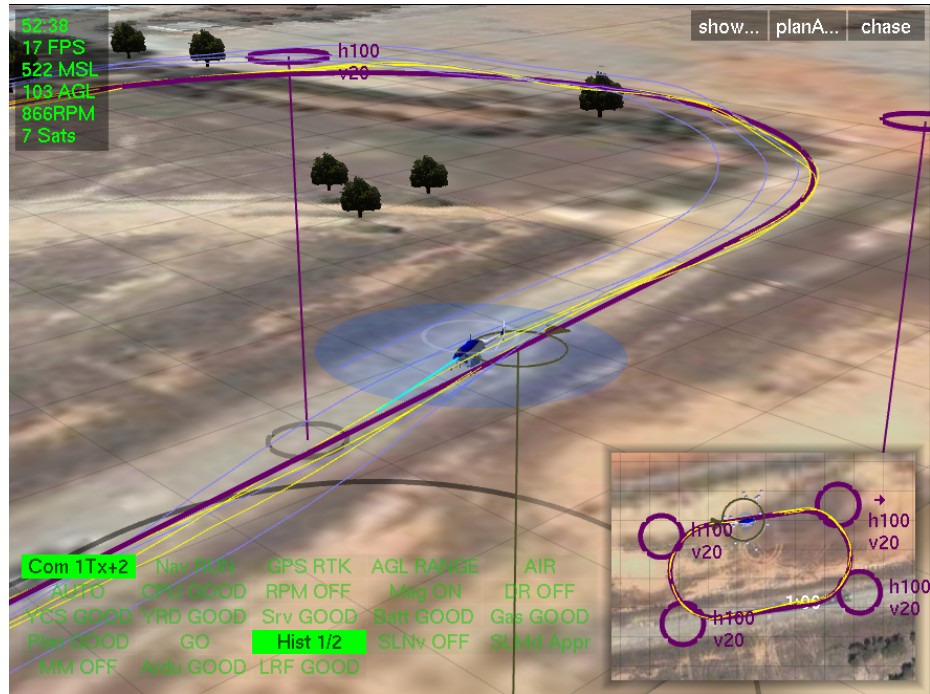 52:38
17 FPS
522 MSL
103 AGL
866RPM
7 Sats
show... planA... chase
h100
v20
Com 1Tx+2 Nav RUN GPS RTK AGL RANGE AIR
AUTO CPU GOOD RPM OFF Mag ON DR OFF
YCS GOOD YRD GOOD Srv GOOD Batt GOOD Gas GOOD
Plan GOOD GO Hist 1/2 SLNv OFF SLMd Appr
MM OFF Ardu GOOD LRF GOOD
h100
v20
h100
v20
h100
v20
h100
v20
1:00